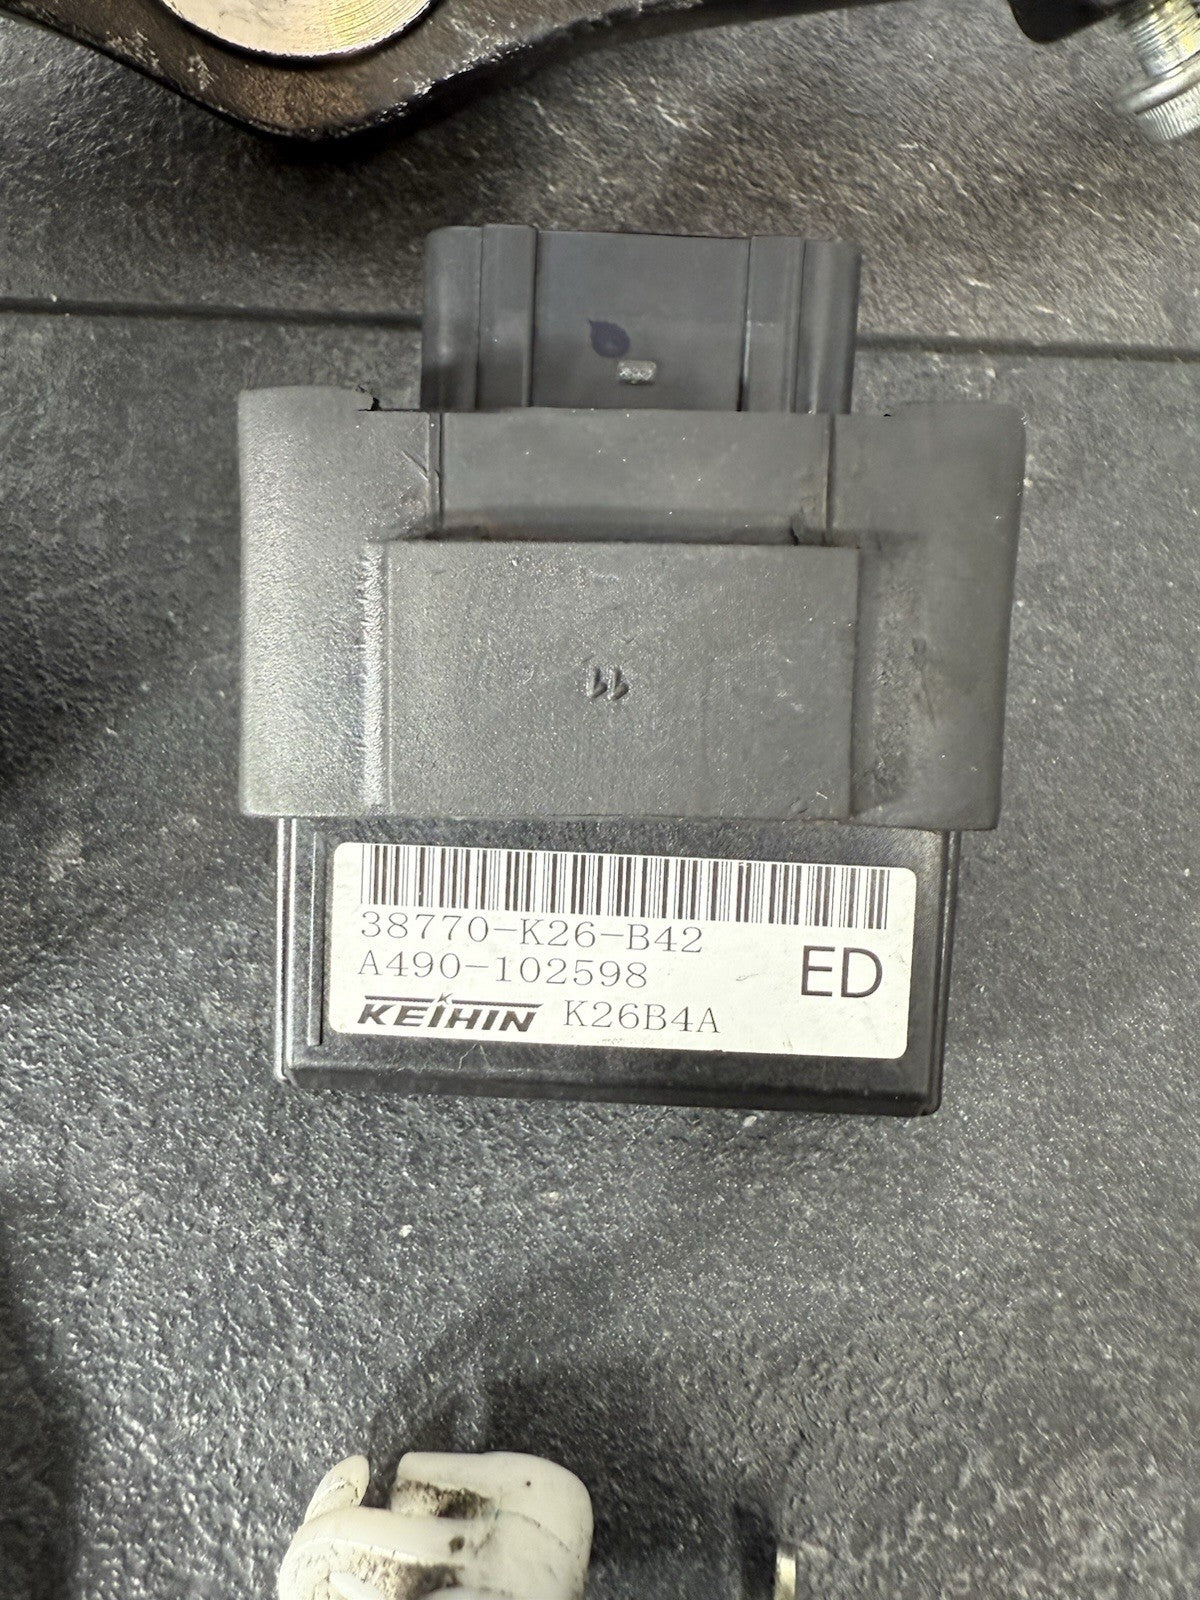 38770-K26-B42
A490-102598
ED
KEIHIN K26B4A